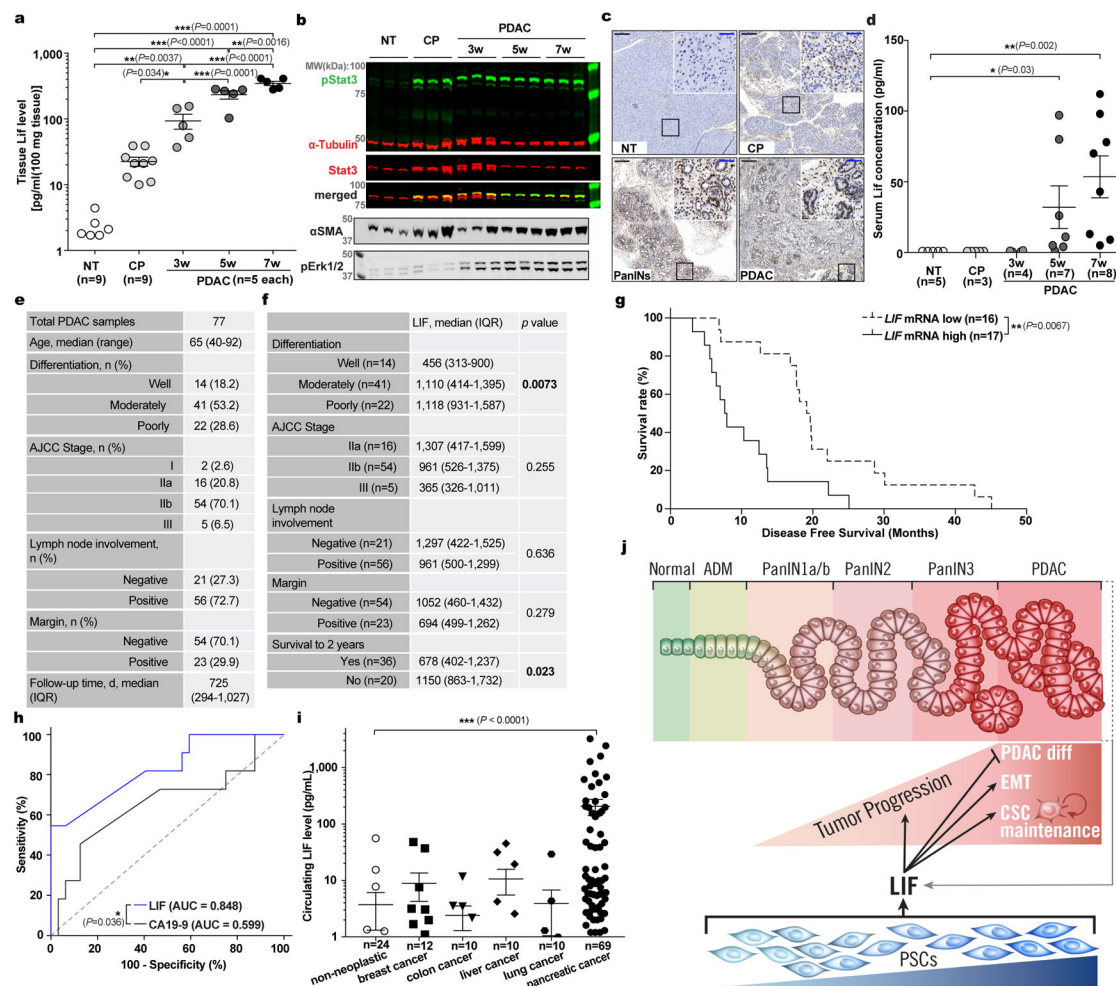 a
***(P=0.0001)
***(P<0.0001) **(P=0.0016)
**(P=0.0037) ***(P<0.0001)
(P=0.034)* ***(P=0.0001)
Tissue Lif level
[pg/ml(100 mg tissue)]
1,000
100
10
1
0
NT
(n=9)
CP
(n=9)
3w 5w 7w
PDAC (n=5 each)
b
NT CP PDAC
3w 5w 7w
MW(kDa):100
pStat3
75
50
α-Tubulin
Stat3
75
100
merged
75
αSMA
50
37
pErk1/2
50
37
c
NT
CP
PanINs
PDAC
d
Serum Lif concentration (pg/ml)
**(P=0.002)
* (P=0.03)
200
150
100
50
0
NT
(n=5)
CP
(n=3)
3w
(n=4)
5w
(n=7)
7w
(n=8)
PDAC
e
Total PDAC samples 77
Age, median (range) 65 (40-92)
Differentiation, n (%)
Well 14 (18.2)
Moderately 41 (53.2)
Poorly 22 (28.6)
AJCC Stage, n (%)
I 2 (2.6)
IIa 16 (20.8)
IIb 54 (70.1)
III 5 (6.5)
Lymph node involvement,
n (%)
Negative 21 (27.3)
Positive 56 (72.7)
Margin, n (%)
Negative 54 (70.1)
Positive 23 (29.9)
Follow-up time, d, median
(IQR)
725
(294-1,027)
f
LIF, median (IQR) p value
Differentiation
Well (n=14) 456 (313-900)
Moderately (n=41) 1,110 (414-1,395)
Poorly (n=22) 1,118 (931-1,587)
0.0073
AJCC Stage
IIa (n=16) 1,307 (417-1,599)
IIb (n=54) 961 (526-1,375)
III (n=5) 365 (326-1,011)
0.255
Lymph node
involvement
Negative (n=21) 1,297 (422-1,525)
Positive (n=56) 961 (500-1,299)
0.636
Margin
Negative (n=54) 1052 (460-1,432)
Positive (n=23) 694 (499-1,262)
0.279
Survival to 2 years
Yes (n=36) 678 (402-1,237)
No (n=20) 1150 (863-1,732)
0.023
g
LIF mRNA low (n=16)
LIF mRNA high (n=17)
**(P=0.0067)
Survival rate (%)
100
80
60
40
20
0
0 10 20 30 40 50
Disease Free Survival (Months)
h
Sensitivity (%)
100
80
60
40
20
0
0 20 40 60 80 100
100 - Specificity (%)
*
(P=0.036)
LIF (AUC = 0.848)
CA19-9 (AUC = 0.599)
i
*** (P < 0.0001)
Circulating LIF level (pg/mL)
1,000
100
10
1
n=24 n=12 n=10 n=10 n=10 n=69
non-neoplastic
breast cancer
colon cancer
liver cancer
lung cancer
pancreatic cancer
j
Normal ADM PanIN1a/b PanIN2 PanIN3 PDAC
Tumor Progression
PDAC diff
EMT
CSC
maintenance
LIF
PSCs